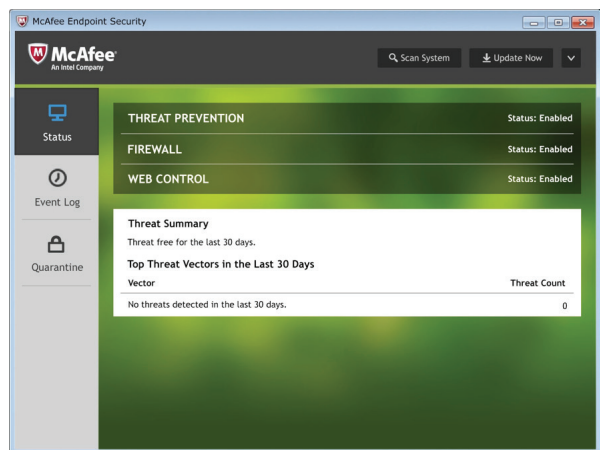 McAfee Endpoint Security
McAfee
An Intel Company
Scan System
Update Now
Status
Event Log
Quarantine
THREAT PREVENTION Status: Enabled
FIREWALL Status: Enabled
WEB CONTROL Status: Enabled
Threat Summary
Threat free for the last 30 days.
Top Threat Vectors in the Last 30 Days
Vector Threat Count
No threats detected in the last 30 days. 0